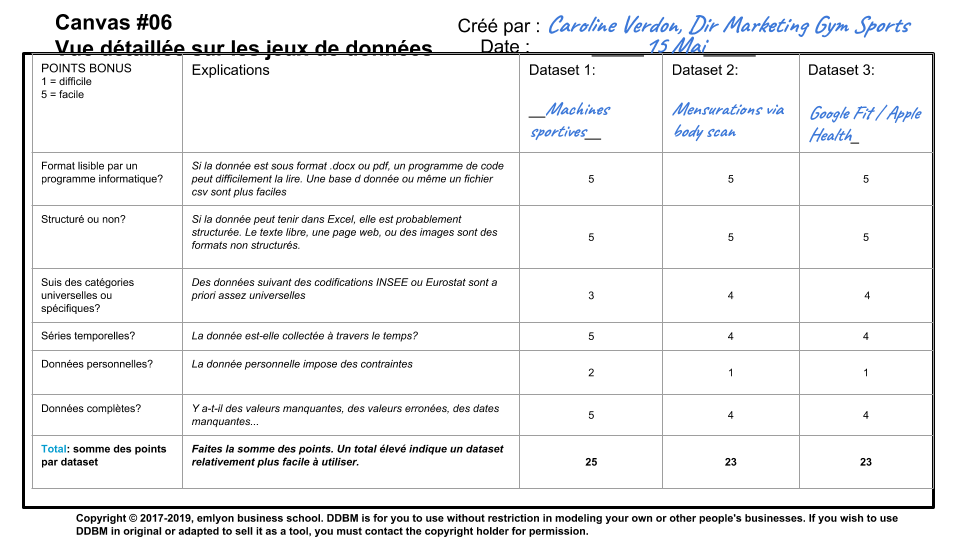 Canvas #06
Vue détaillée sur les jeux de données
Créé par : Caroline Verdon, Dir Marketing Gym Sports
Date : ______15 Mai______
POINTS BONUS
1 = difficile
5 = facile
Explications
Dataset 1:
__Machines
sportives__
Dataset 2:
Mensurations via
body scan
Dataset 3:
Google Fit / Apple
Health_
Format lisible par un
programme informatique?
Si la donnée est sous format .docx ou pdf, un programme de code
peut difficilement la lire. Une base d donnée ou même un fichier
csv sont plus faciles
5
5
5
Structuré ou non?
Si la donnée peut tenir dans Excel, elle est probablement
structurée. Le texte libre, une page web, ou des images sont des
formats non structurés.
5
5
5
Suis des catégories
universelles ou
spécifiques?
Des données suivant des codifications INSEE ou Eurostat sont a
priori assez universelles
3
4
4
Séries temporelles?
La donnée est-elle collectée à travers le temps?
5
4
4
Données personnelles?
La donnée personnelle impose des contraintes
2
1
1
Données complètes?
Y a-t-il des valeurs manquantes, des valeurs erronées, des dates
manquantes...
5
4
4
Total: somme des points
par dataset
Faites la somme des points. Un total élevé indique un dataset
relativement plus facile à utiliser.
25
23
23
Copyright © 2017-2019, emlyon business school. DDBM is for you to use without restriction in modeling your own or other people's businesses. If you wish to use
DDBM in original or adapted to sell it as a tool, you must contact the copyright holder for permission.